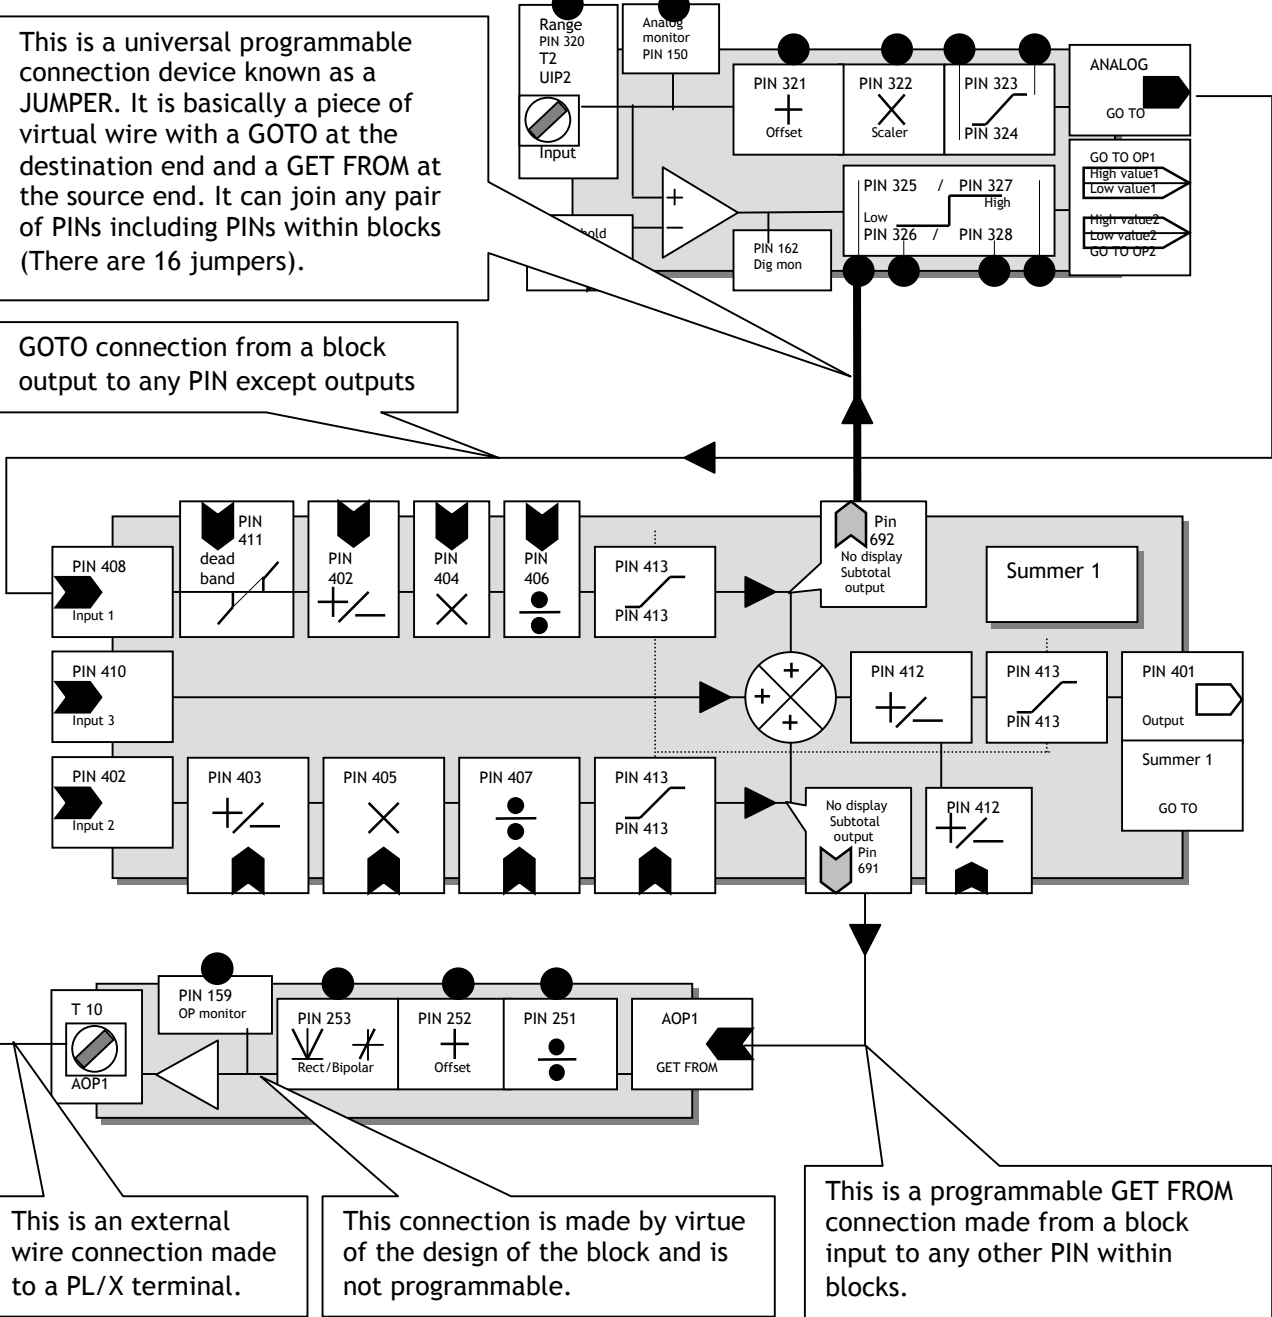 This is a universal programmable
connection device known as a
JUMPER. It is basically a piece of
virtual wire with a GOTO at the
destination end and a GET FROM at
the source end. It can join any pair
of PINs including PINs within blocks
(There are 16 jumpers).
Range
PIN 320
T2
UIP2
Input
Analog
monitor
PIN 150
PIN 321
Offset
PIN 322
Scaler
PIN 323
PIN 324
ANALOG
GO TO
GO TO OP1
High value1
Low value1
High value2
Low value2
GO TO OP2
PIN 325 / PIN 327
High
Low
PIN 326 / PIN 328
PIN 162
Dig mon
GOTO connection from a block
output to any PIN except outputs
PIN 408
Input 1
PIN
411
dead
band
PIN
402
PIN
404
PIN
406
PIN 413
PIN 413
Pin
692
No display
Subtotal
output
Summer 1
PIN 410
Input 3
PIN 412
PIN 413
PIN 413
PIN 401
Output
Summer 1
GO TO
PIN 402
Input 2
PIN 403
PIN 405
PIN 407
PIN 413
PIN 413
No display
Subtotal
output
Pin
691
PIN 412
T 10
AOP1
PIN 159
OP monitor
PIN 253
Rect/Bipolar
PIN 252
Offset
PIN 251
AOP1
GET FROM
This is an external
wire connection made
to a PL/X terminal.
This connection is made by virtue
of the design of the block and is
not programmable.
This is a programmable GET FROM
connection made from a block
input to any other PIN within
blocks.